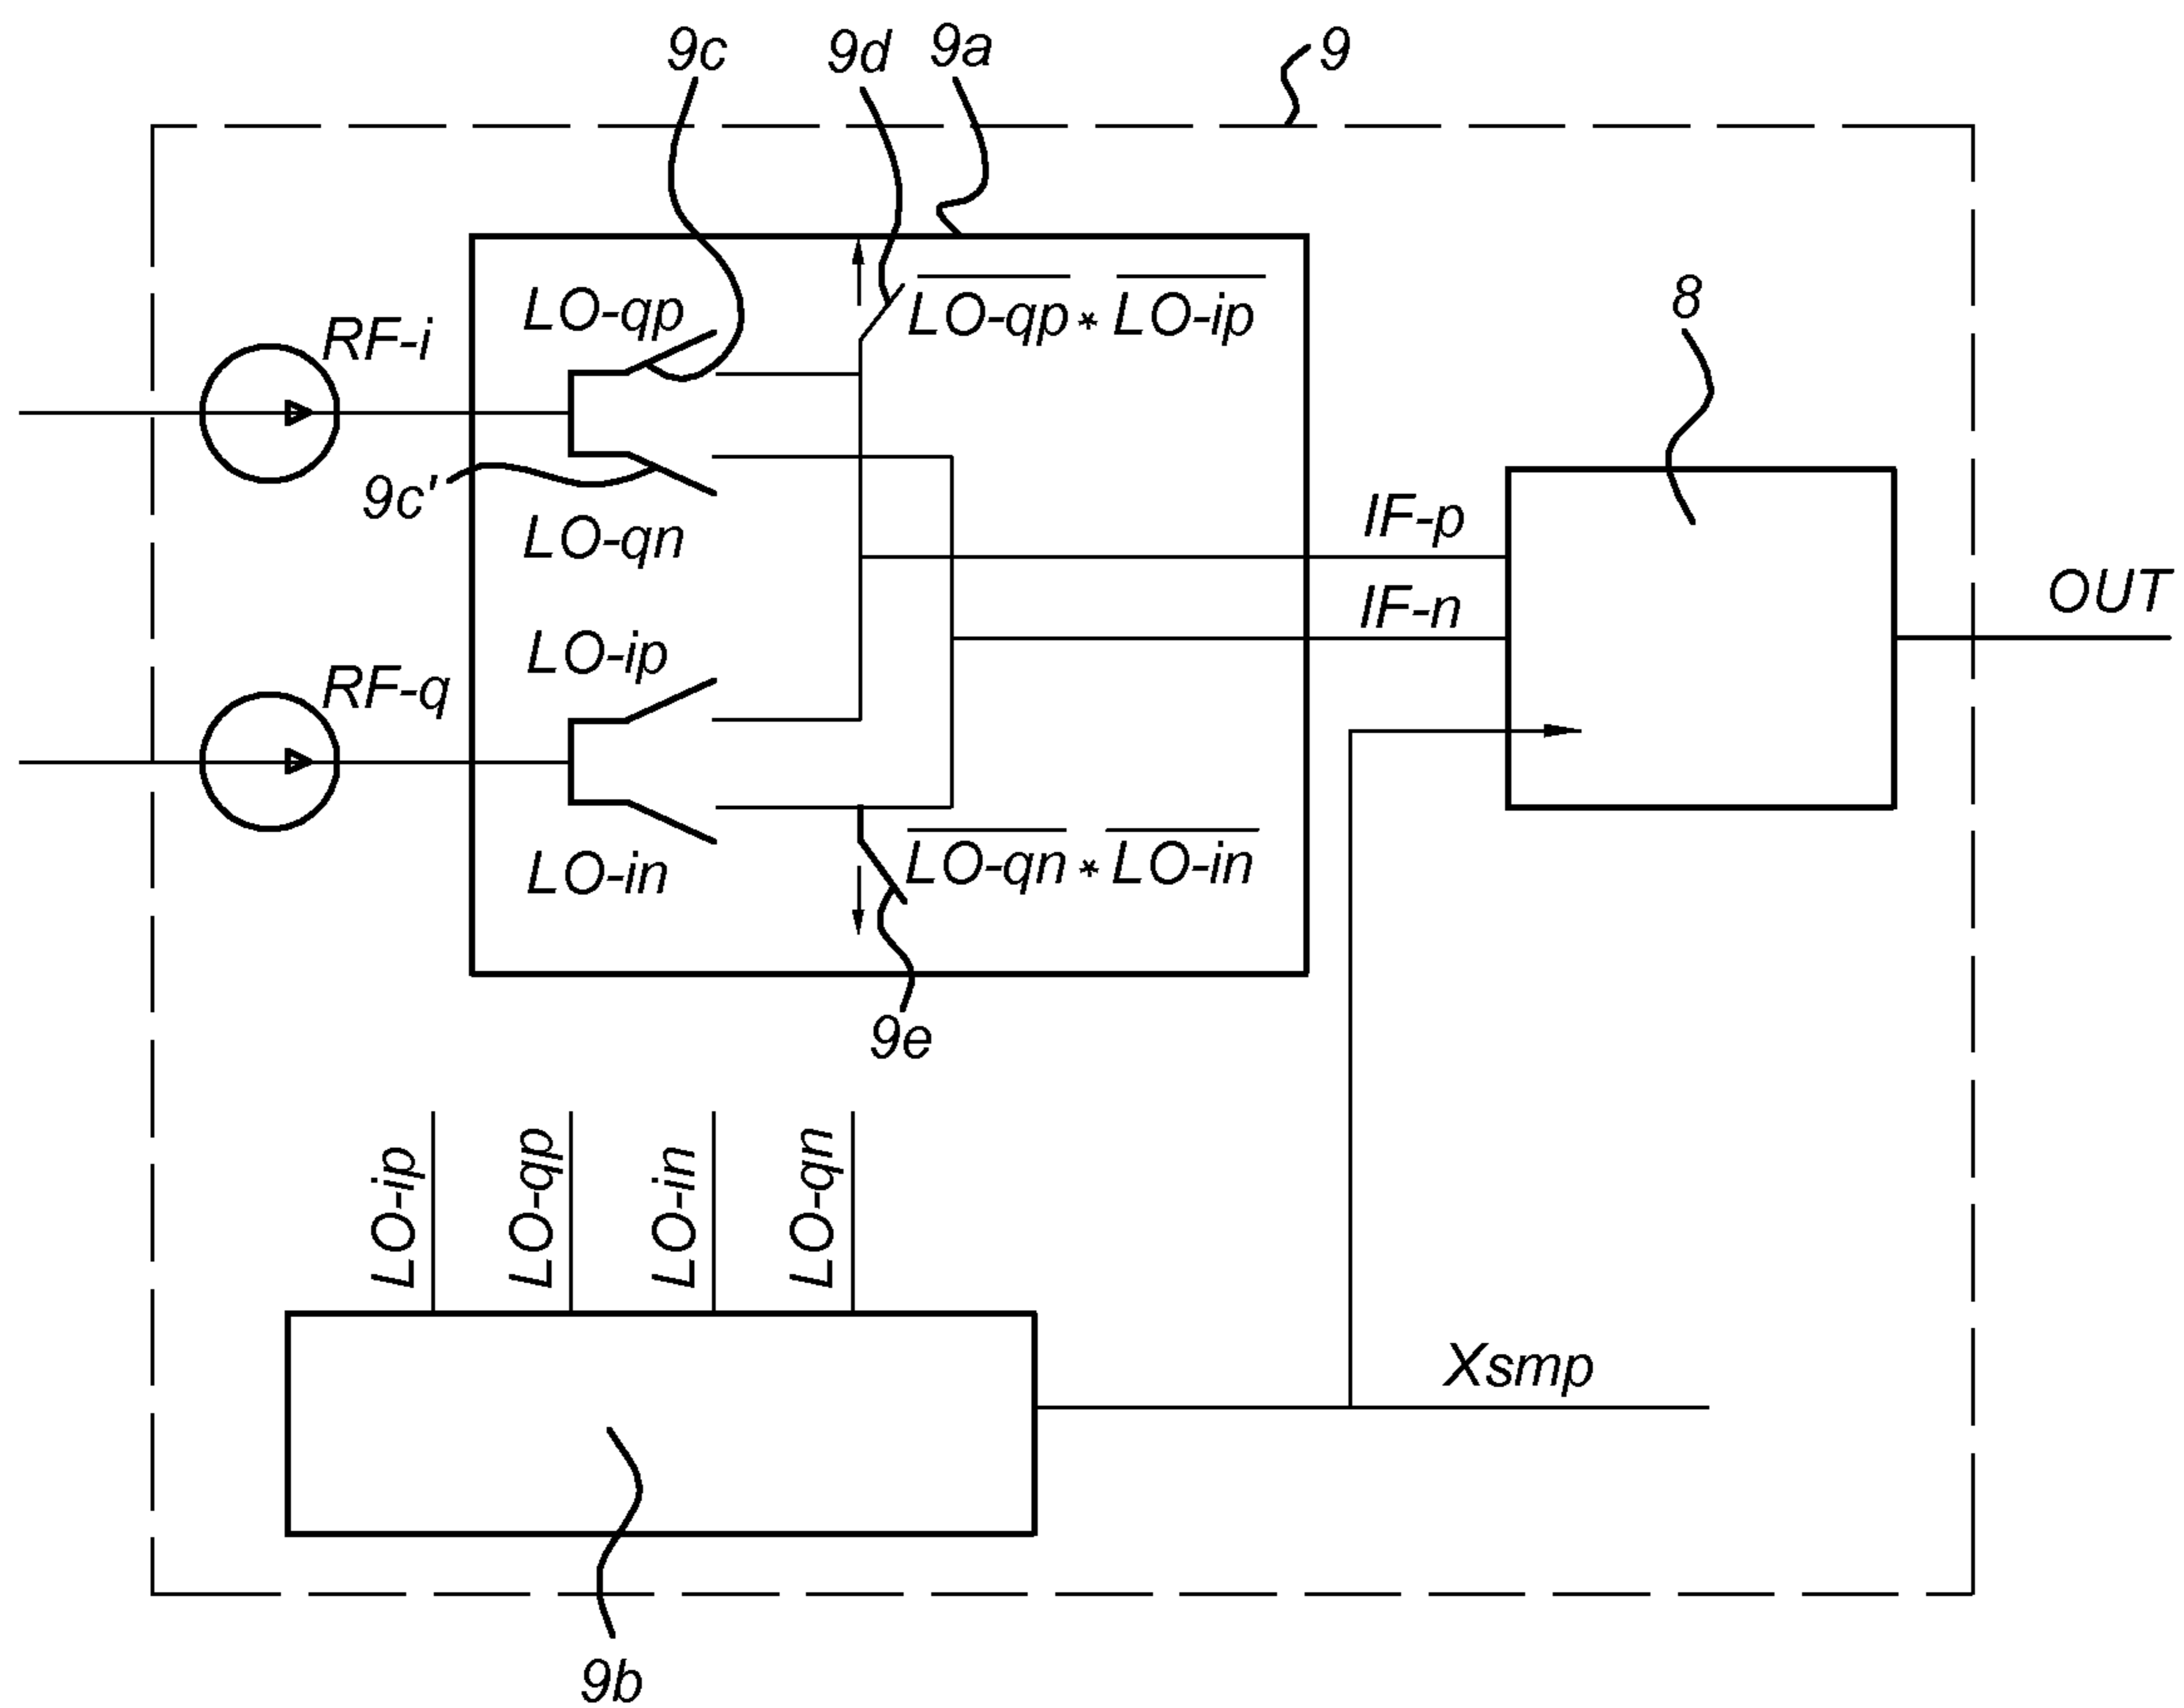 9c
9d
9a
9
LO-qp
LO-qp * LO-ip
8
RF-i
9c'
LO-qn
IF-p
IF-n
OUT
LO-ip
RF-q
LO-in
LO-qn * LO-in
9e
LO-ip
LO-qp
LO-in
LO-qn
Xsmp
9b